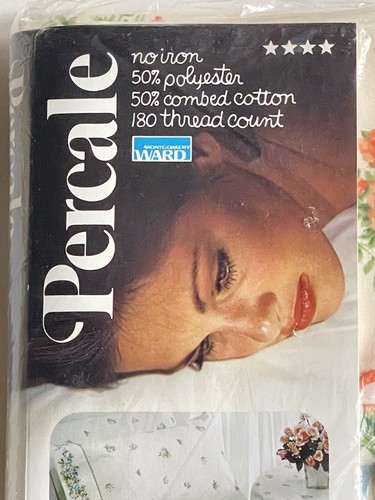 Percale
no iron
50% polyester
50% combed cotton
180 thread count
MONTGOMERY
WARD